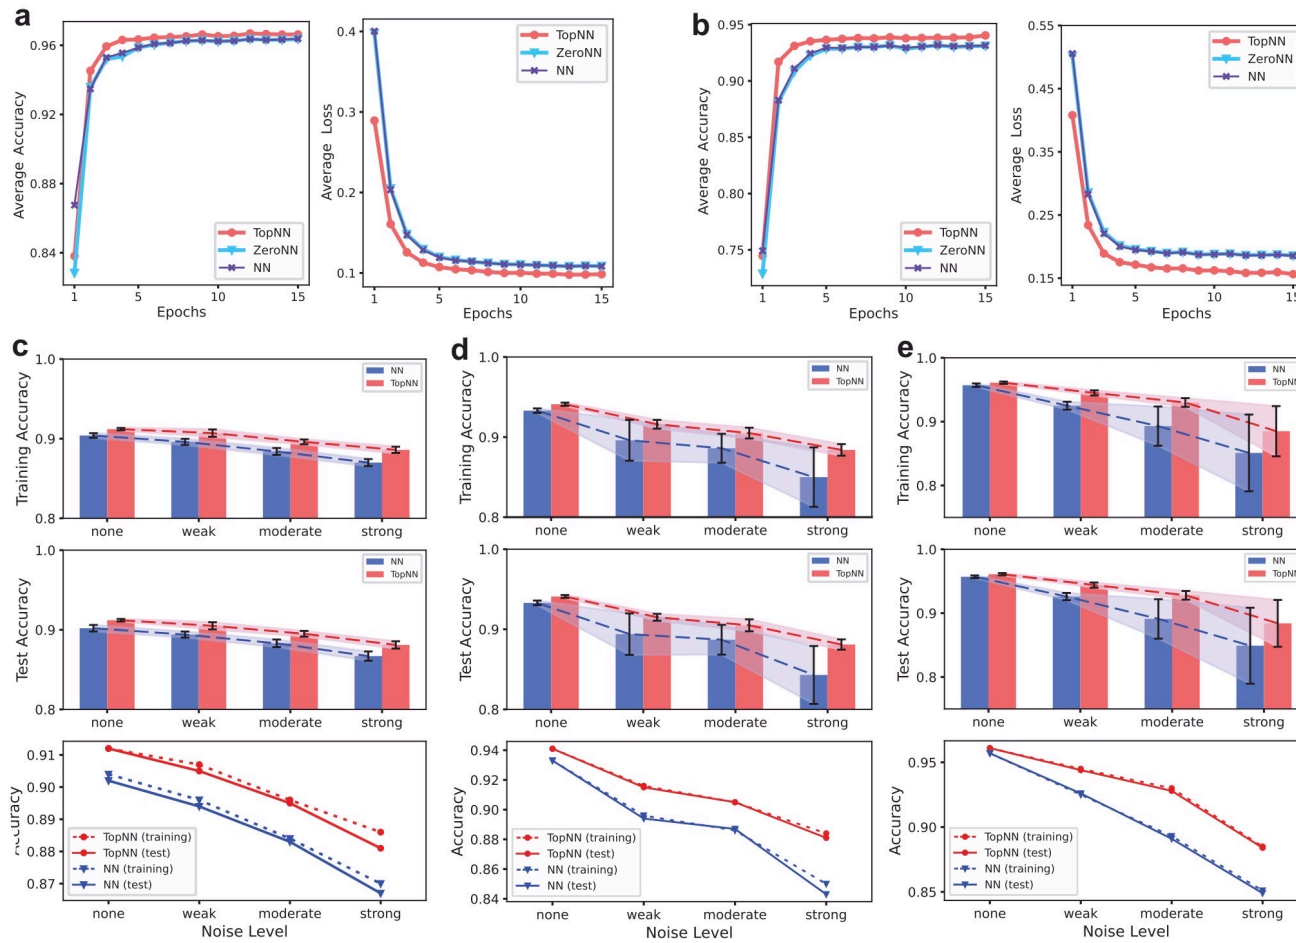 a
0.96
0.92
0.88
0.84
Average Accuracy
TopNN
ZeroNN
NN
1
5
10
15
Epochs
0.4
0.3
0.2
0.1
Average Loss
TopNN
ZeroNN
NN
1
5
10
15
Epochs
b
0.95
0.90
0.85
0.80
0.75
Average Accuracy
TopNN
ZeroNN
NN
1
5
10
15
Epochs
0.55
0.45
0.35
0.25
0.15
Average Loss
TopNN
ZeroNN
NN
1
5
10
15
Epochs
c
1.0
0.9
0.8
Training Accuracy
NN
TopNN
none weak moderate strong
1.0
0.9
0.8
Test Accuracy
NN
TopNN
none weak moderate strong
0.91
0.90
0.89
0.88
0.87
Accuracy
TopNN (training)
TopNN (test)
NN (training)
NN (test)
none weak moderate strong
Noise Level
d
1.0
0.9
0.8
Training Accuracy
NN
TopNN
none weak moderate strong
1.0
0.9
0.8
Test Accuracy
NN
TopNN
none weak moderate strong
0.94
0.92
0.90
0.88
0.86
0.84
Accuracy
TopNN (training)
TopNN (test)
NN (training)
NN (test)
none weak moderate strong
Noise Level
e
1.0
0.9
0.8
Training Accuracy
NN
TopNN
none weak moderate strong
1.0
0.9
0.8
Test Accuracy
NN
TopNN
none weak moderate strong
0.95
0.90
0.85
Accuracy
TopNN (training)
TopNN (test)
NN (training)
NN (test)
none weak moderate strong
Noise Level